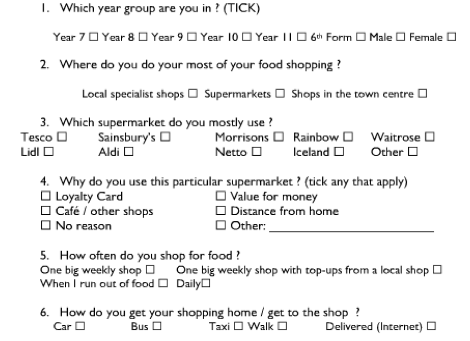 1. Which year group are you in ? (TICK)
Year 7 ☐ Year 8 ☐ Year 9 ☐ Year 10 ☐ Year 11 ☐ 6th Form ☐ Male ☐ Female ☐
2. Where do you do your most of your food shopping ?
Local specialist shops ☐ Supermarkets ☐ Shops in the town centre ☐
3. Which supermarket do you mostly use ?
Tesco ☐ Sainsbury's ☐ Morrisons ☐ Rainbow ☐ Waitrose ☐
Lidl ☐ Aldi ☐ Netto ☐ Iceland ☐ Other ☐
4. Why do you use this particular supermarket ? (tick any that apply)
☐ Loyalty Card ☐ Value for money
☐ Café / other shops ☐ Distance from home
☐ No reason ☐ Other: ____________________
5. How often do you shop for food ?
One big weekly shop ☐ One big weekly shop with top-ups from a local shop ☐
When I run out of food ☐ Daily☐
6. How do you get your shopping home / get to the shop ?
Car ☐ Bus ☐ Taxi ☐ Walk ☐ Delivered (Internet) ☐